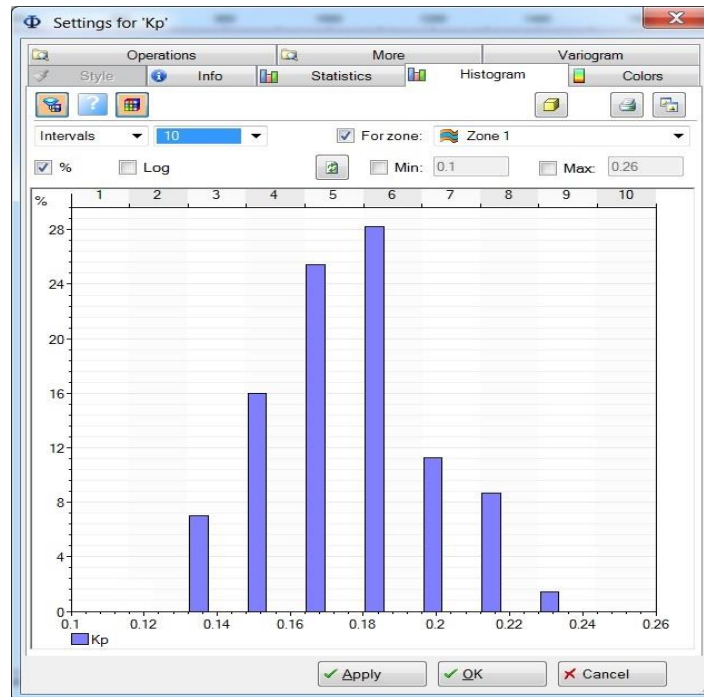 Settings for 'Kp'
Operations More Variogram
Style Info Statistics Histogram Colors
Intervals 10 For zone: Zone 1
% Log Min: 0.1 Max: 0.26
% 1 2 3 4 5 6 7 8 9 10
28
24
20
16
12
8
4
0
0.1 0.12 0.14 0.16 0.18 0.2 0.22 0.24 0.26
Kp
Apply OK Cancel